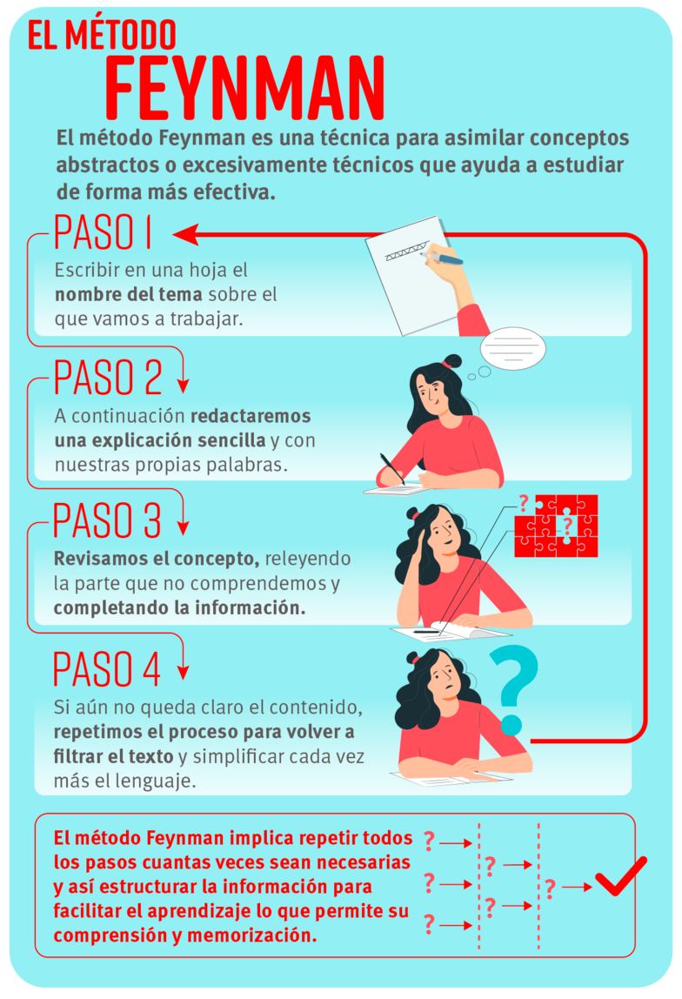 EL MÉTODO
FEYNMAN
El método Feynman es una técnica para asimilar conceptos
abstractos o excesivamente técnicos que ayuda a estudiar
de forma más efectiva.
PASO 1
Escribir en una hoja el
nombre del tema sobre el
que vamos a trabajar.
PASO 2
A continuación redactaremos
una explicación sencilla y con
nuestras propias palabras.
PASO 3
Revisamos el concepto, releyendo
la parte que no comprendemos y
completando la información.
?
?
PASO 4
Si aún no queda claro el contenido,
repetimos el proceso para volver a
filtrar el texto y simplificar cada vez
más el lenguaje.
?
El método Feynman implica repetir todos
los pasos cuantas veces sean necesarias
y así estructurar la información para
facilitar el aprendizaje lo que permite su
comprensión y memorización.
?
?
?
?
?
?